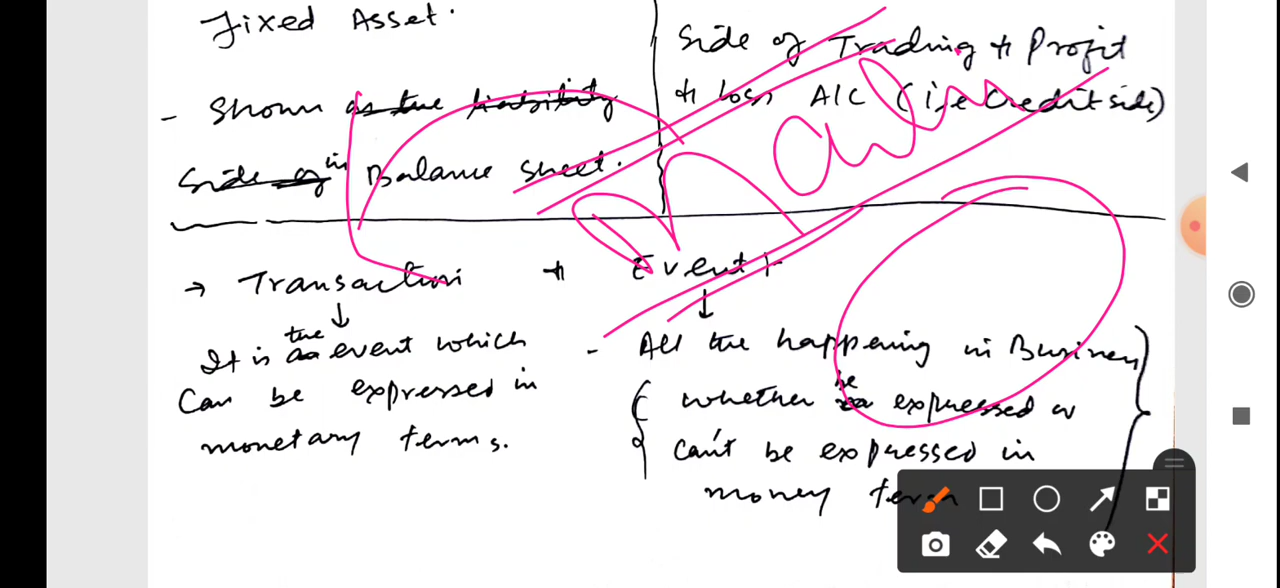 Fixed Asset.
- Shown as the liability
side of in Balance Sheet.
Side of Trading & Profit
& Loss A/C (i.e Credit side)
→ Transaction & Event :
↓
It is the event which
Can be expressed in
monetary terms.
↓
- All the happening in Business
whether be expressed or
can't be expressed in
money terms